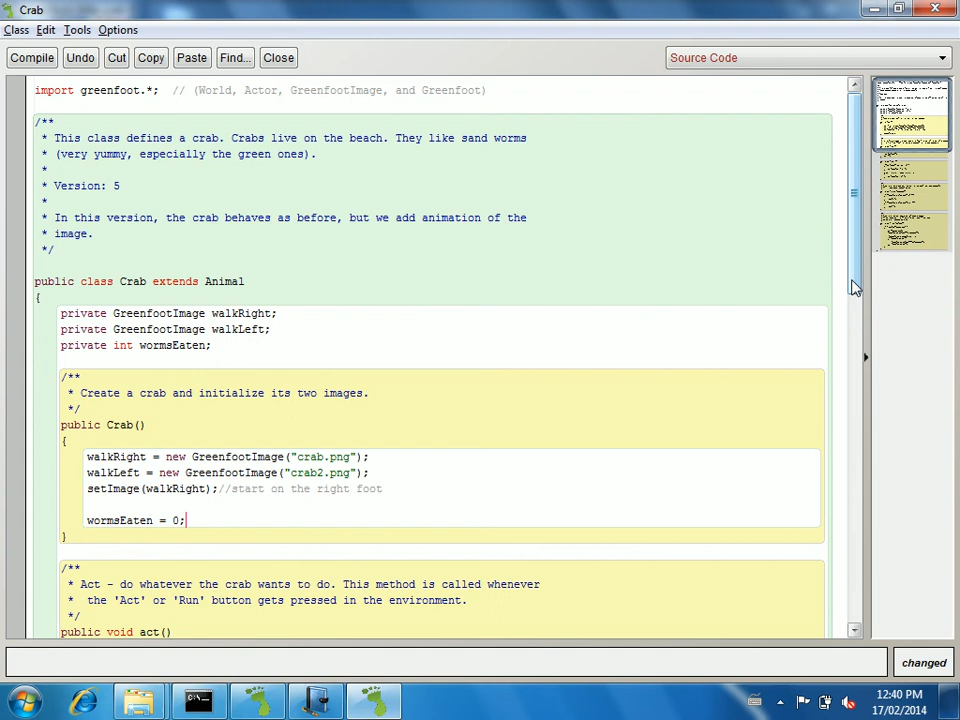 Crab
Class Edit Tools Options
Compile Undo Cut Copy Paste Find... Close Source Code
import greenfoot.*;  // (World, Actor, GreenfootImage, and Greenfoot)
/**
 * This class defines a crab. Crabs live on the beach. They like sand worms
 * (very yummy, especially the green ones).
 *
 * Version: 5
 *
 * In this version, the crab behaves as before, but we add animation of the
 * image.
 */
public class Crab extends Animal
{
private GreenfootImage walkRight;
private GreenfootImage walkLeft;
private int wormsEaten;
/**
 * Create a crab and initialize its two images.
 */
public Crab()
{
walkRight = new GreenfootImage("crab.png");
walkLeft = new GreenfootImage("crab2.png");
setImage(walkRight);//start on the right foot
wormsEaten = 0;
}
/**
 * Act - do whatever the crab wants to do. This method is called whenever
 *  the 'Act' or 'Run' button gets pressed in the environment.
 */
public void act()
changed
C:\.
12:40 PM
17/02/2014